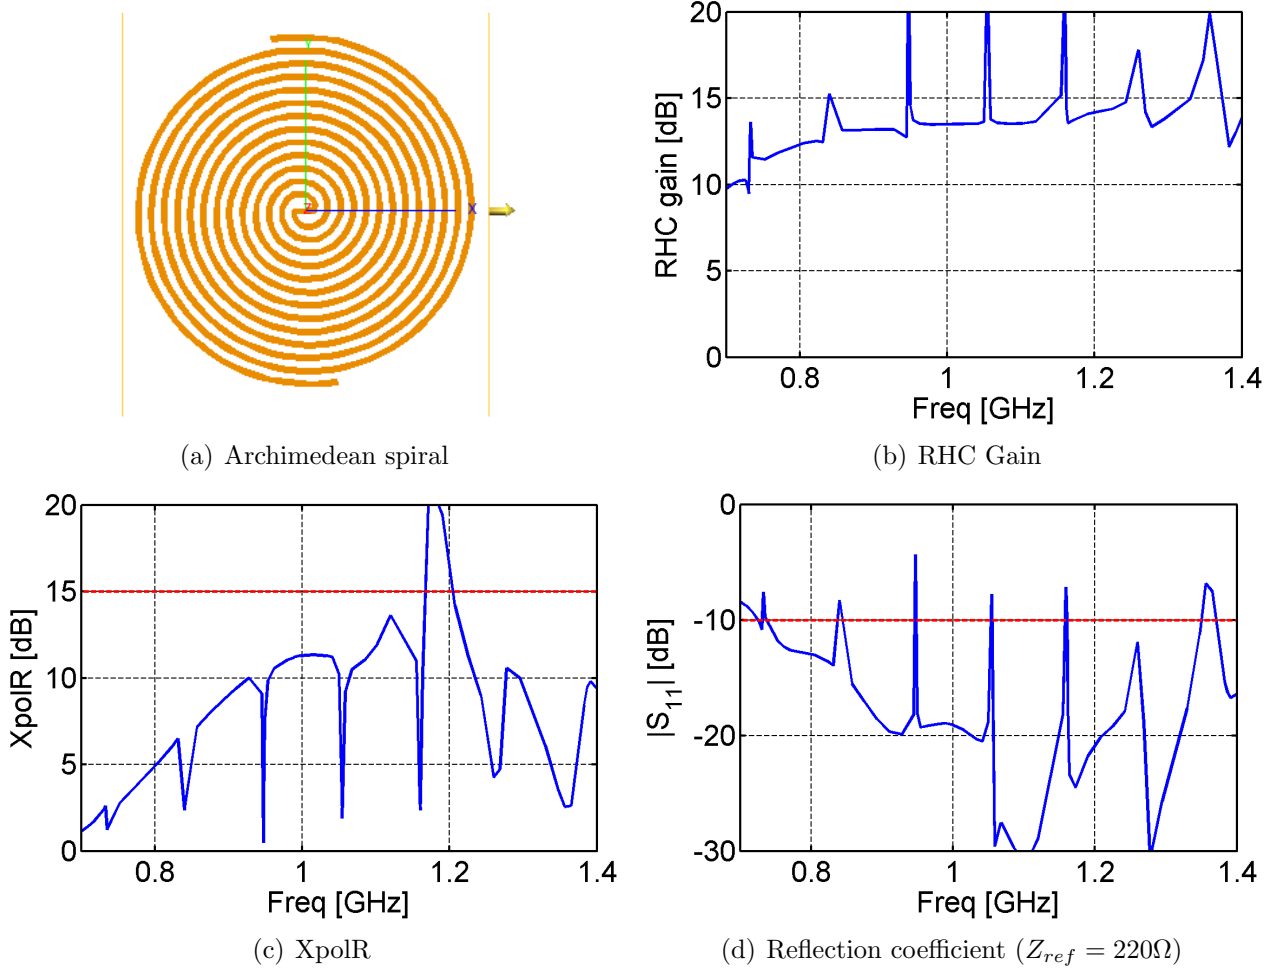 Y
Z
X
(a) Archimedean spiral
20
15
10
5
0
RHC gain [dB]
0.8
1
1.2
1.4
Freq [GHz]
(b) RHC Gain
20
15
10
5
0
XpolR [dB]
0.8
1
1.2
1.4
Freq [GHz]
(c) XpolR
0
-10
-20
-30
|S₁₁| [dB]
0.8
1
1.2
1.4
Freq [GHz]
(d) Reflection coefficient (Z_ref = 220Ω)